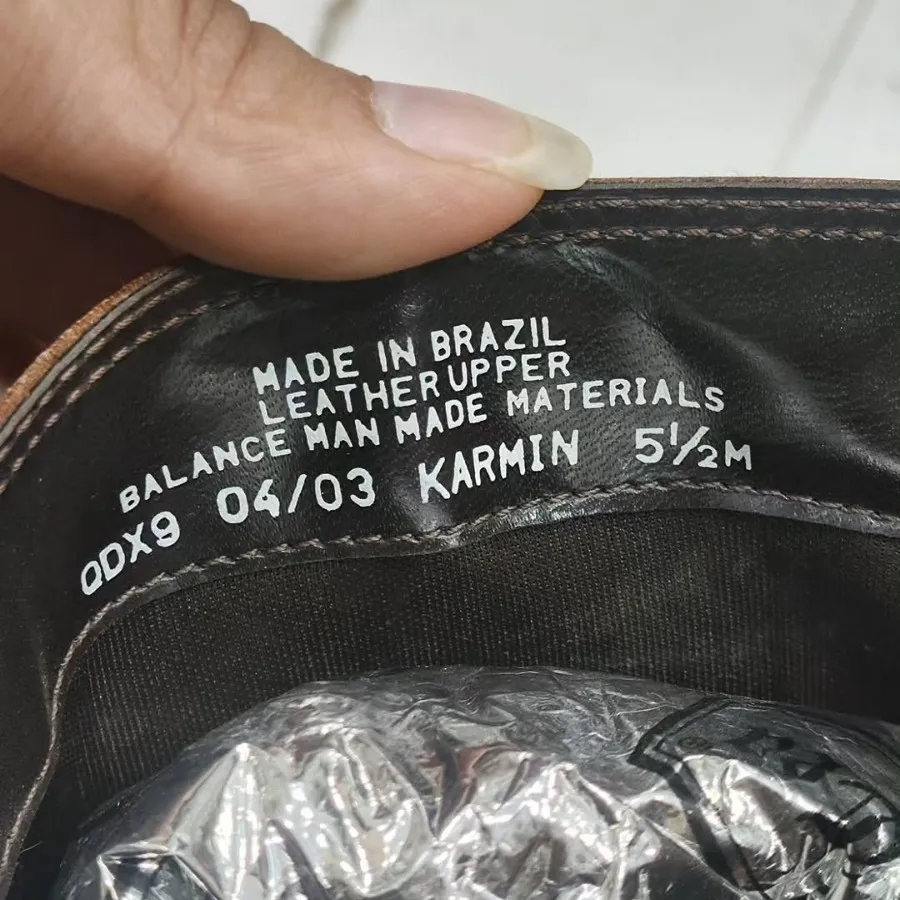 MADE IN BRAZIL
LEATHER UPPER
BALANCE MAN MADE MATERIALS
QDX9 04/03 KARMIN 5½M